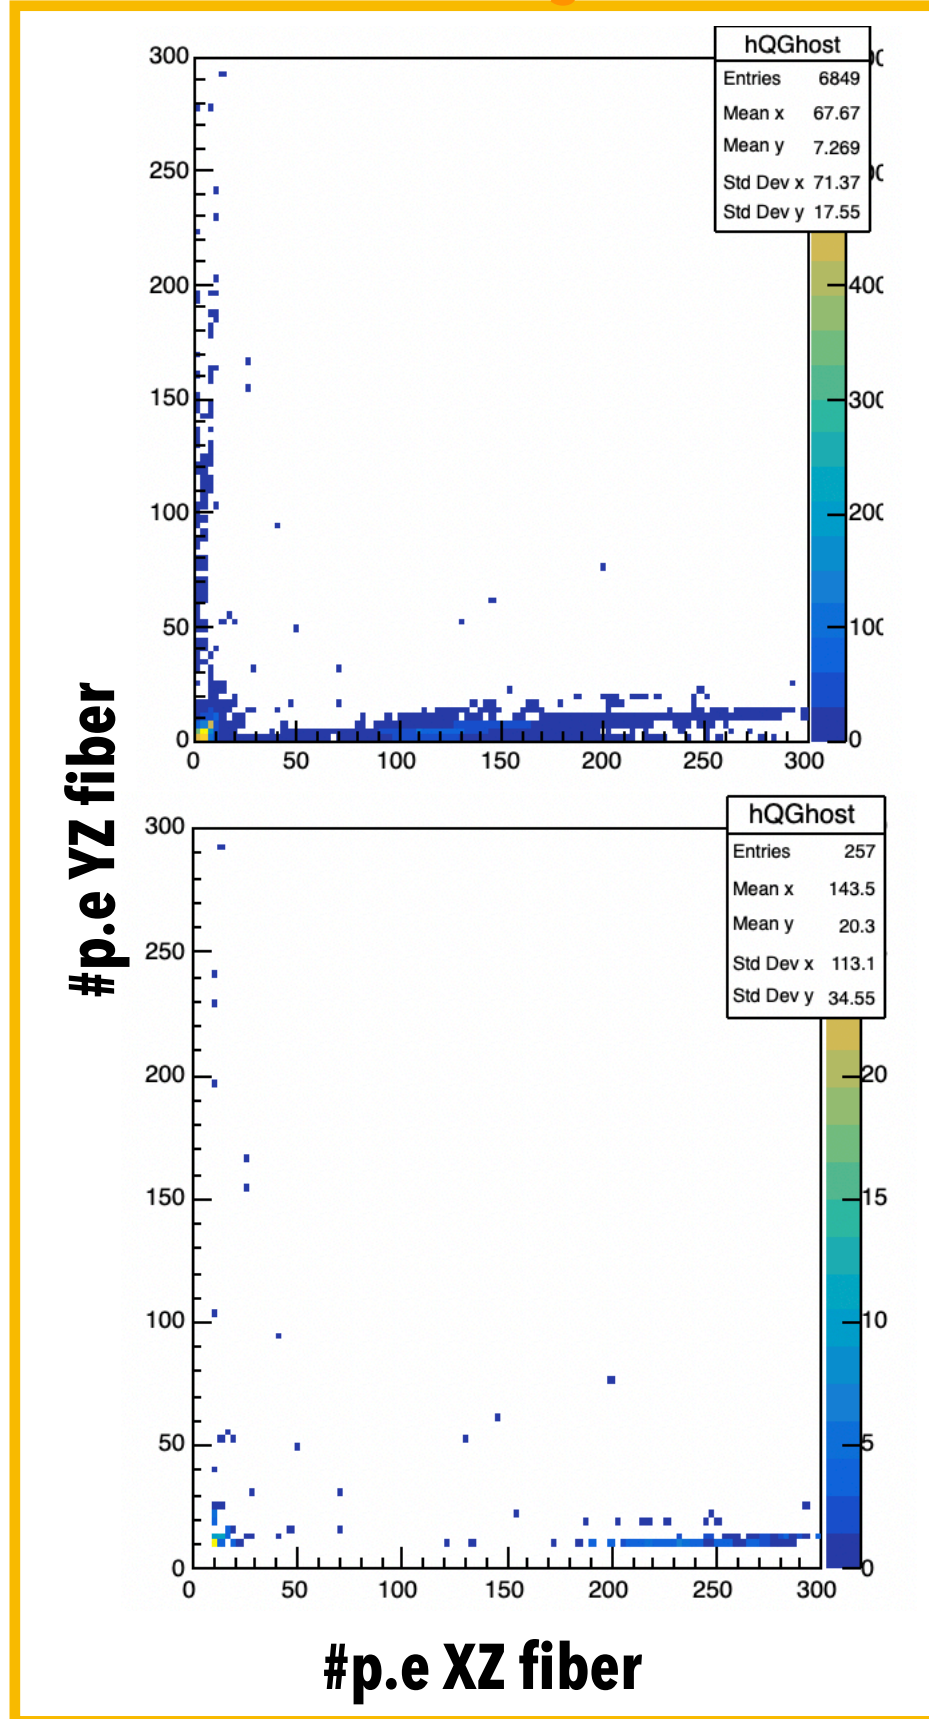 hQGhost
Entries 6849
Mean x 67.67
Mean y 7.269
Std Dev x 71.37
Std Dev y 17.55
300
250
200
150
100
50
0
0 50 100 150 200 250 300
400
300
200
100
0
#p.e YZ fiber
hQGhost
Entries 257
Mean x 143.5
Mean y 20.3
Std Dev x 113.1
Std Dev y 34.55
300
250
200
150
100
50
0
0 50 100 150 200 250 300
20
15
10
5
0
#p.e XZ fiber